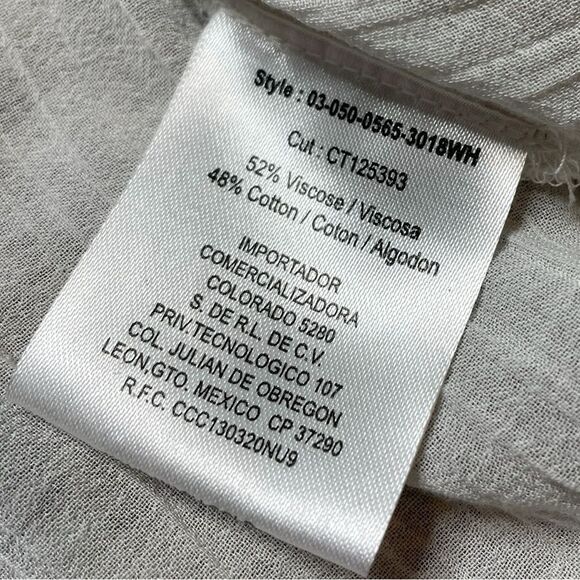 Style : 03-050-0565-3018WH
Cut : CT125393
52% Viscose / Viscosa
48% Cotton / Coton / Algodon
IMPORTADOR
COMERCIALIZADORA
COLORADO 5280
S. DE R.L. DE C.V.
PRIV.TECNOLOGICO 107
COL. JULIAN DE OBREGON
LEON,GTO. MEXICO CP 37290
R.F.C. CCC130320NU9